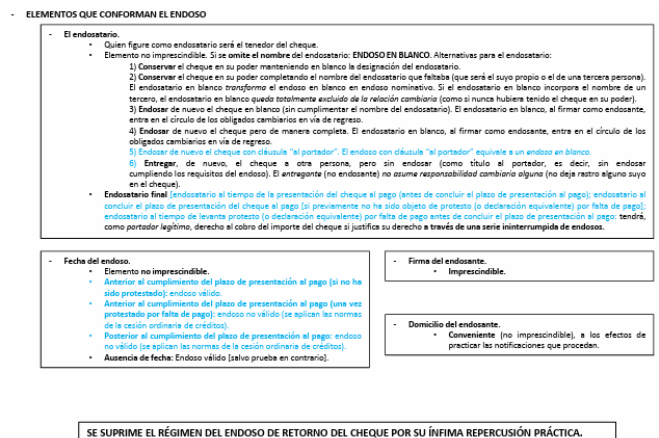 - ELEMENTOS QUE CONFORMAN EL ENDOSO
- El endosatario.
• Quien figure como endosatario será el tenedor del cheque.
• Elemento no imprescindible. Si se omite el nombre del endosatario: ENDOSO EN BLANCO. Alternativas para el endosatario:
1) Conservar el cheque en su poder manteniendo en blanco la designación del endosatario.
2) Conservar el cheque en su poder completando el nombre del endosatario que faltaba (que será el suyo propio o el de una tercera persona).
El endosatario en blanco transforma el endoso en blanco en endoso nominativo. Si el endosatario en blanco incorpora el nombre de un
tercero, el endosatario en blanco queda totalmente excluido de la relación cambiaria (como si nunca hubiera tenido el cheque en su poder).
3) Endosar de nuevo el cheque en blanco (sin cumplimentar el nombre del endosatario). El endosatario en blanco, al firmar como endosante,
entra en el círculo de los obligados cambiarios en vía de regreso.
4) Endosar de nuevo el cheque pero de manera completa. El endosatario en blanco, al firmar como endosante, entra en el círculo de los
obligados cambiarios en vía de regreso.
5) Endosar de nuevo el cheque con cláusula "al portador". El endoso con cláusula "al portador" equivale a un endoso en blanco.
6) Entregar, de nuevo, el cheque a otra persona, pero sin endosar (como título al portador, es decir, sin endosar
cumpliendo los requisitos del endoso). El entregante (no endosante) no asume responsabilidad cambiaria alguna (no deja rastro alguno suyo
en el cheque).
• Endosatario final [endosatario al tiempo de la presentación del cheque al pago (antes de concluir el plazo de presentación al pago); endosatario al
concluir el plazo de presentación del cheque al pago [si previamente no ha sido objeto de protesto (o declaración equivalente) por falta de pago];
endosatario al tiempo de levanta protesto (o declaración equivalente) por falta de pago antes de concluir el plazo de presentación al pago: tendrá,
como portador legítimo, derecho al cobro del importe del cheque si justifica su derecho a través de una serie ininterrumpida de endosos.
- Fecha del endoso.
• Elemento no imprescindible.
• Anterior al cumplimiento del plazo de presentación al pago (si no ha
sido protestado): endoso válido.
• Anterior al cumplimiento del plazo de presentación al pago (una vez
protestado por falta de pago): endoso no válido (se aplican las normas
de la cesión ordinaria de créditos).
• Posterior al cumplimiento del plazo de presentación al pago: endoso
no válido (se aplican las normas de la cesión ordinaria de créditos).
• Ausencia de fecha: Endoso válido [salvo prueba en contrario].
- Firma del endosante.
• Imprescindible.
- Domicilio del endosante.
• Conveniente (no imprescindible), a los efectos de
practicar las notificaciones que procedan.
SE SUPRIME EL RÉGIMEN DEL ENDOSO DE RETORNO DEL CHEQUE POR SU ÍNFIMA REPERCUSIÓN PRÁCTICA.